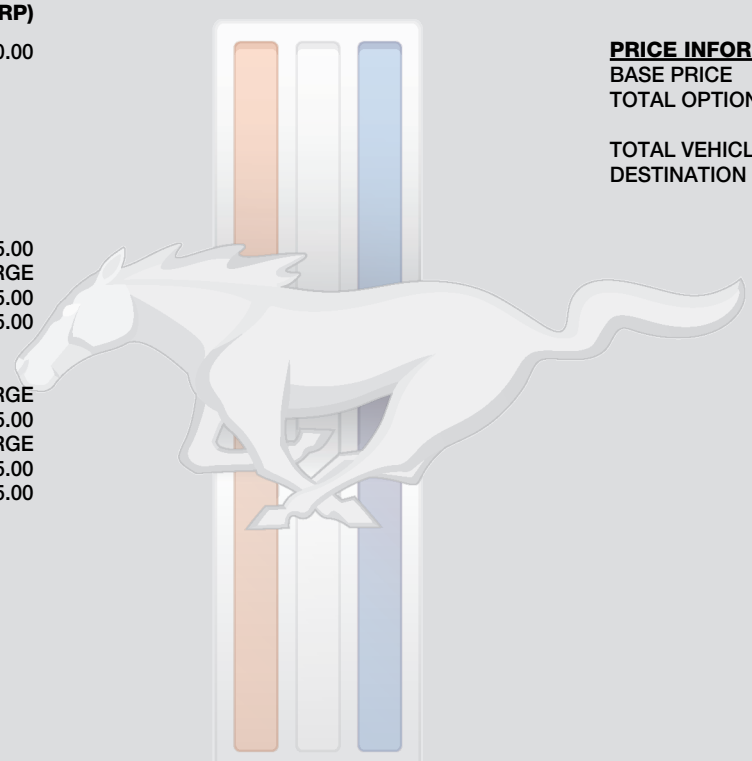 RP)
0.00
5.00
RGE
5.00
5.00
RGE
5.00
RGE
5.00
5.00
PRICE INFOR
BASE PRICE
TOTAL OPTION
TOTAL VEHICL
DESTINATION